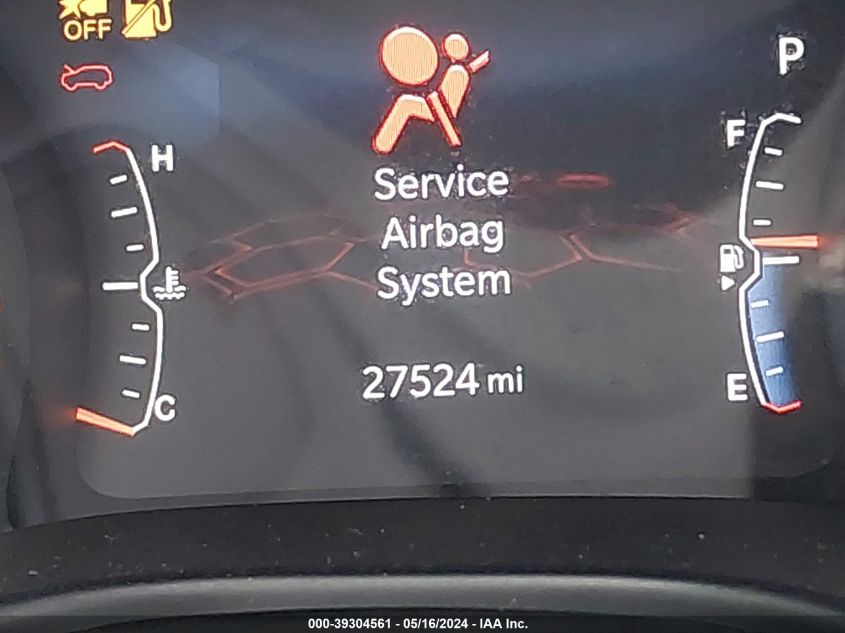 OFF
P
H
F
Service
Airbag
System
27524 mi
E
C
000-39304561 - 05/16/2024 - IAA Inc.